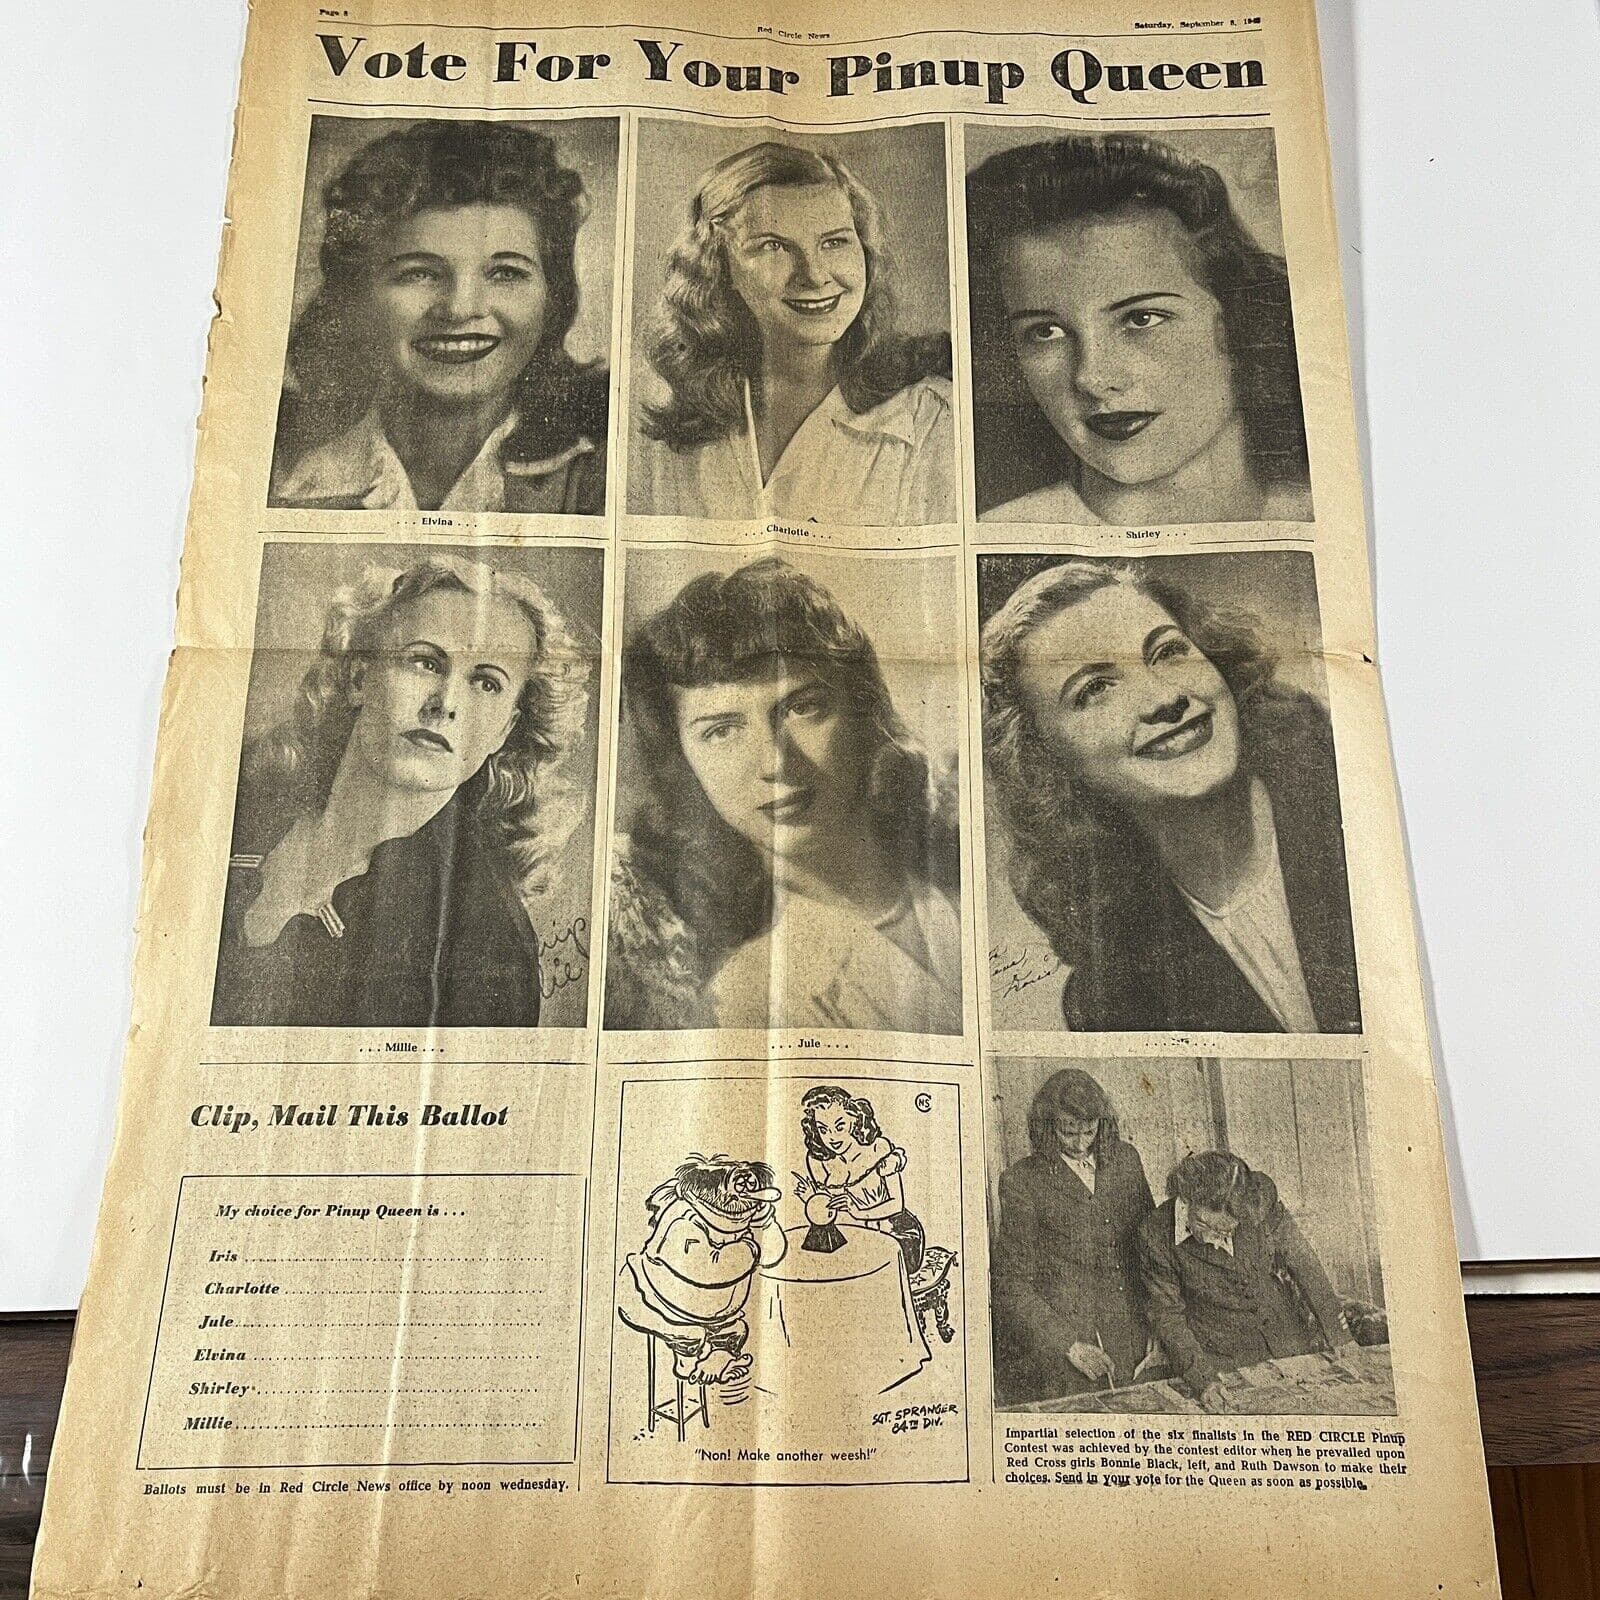 Page 8
Red Circle News
Saturday, September 8,
Vote For Your Pinup Queen
. . . Elvina . . .
. . . Charlotte . . .
. . . Shirley . . .
. . . Millie . . .
. . . Jule . . .
Clip, Mail This Ballot
My choice for Pinup Queen is . . .
Iris
Charlotte
Jule
Elvina
Shirley
Millie
Ballots must be in Red Circle News office by noon wednesday.
CNS
SGT. SPRANGER
84TH DIV.
"Non! Make another weesh!"
Impartial selection of the six finalists in the RED CIRCLE Pinup
Contest was achieved by the contest editor when he prevailed upon
Red Cross girls Bonnie Black, left, and Ruth Dawson to make their
choices. Send in your vote for the Queen as soon as possible.